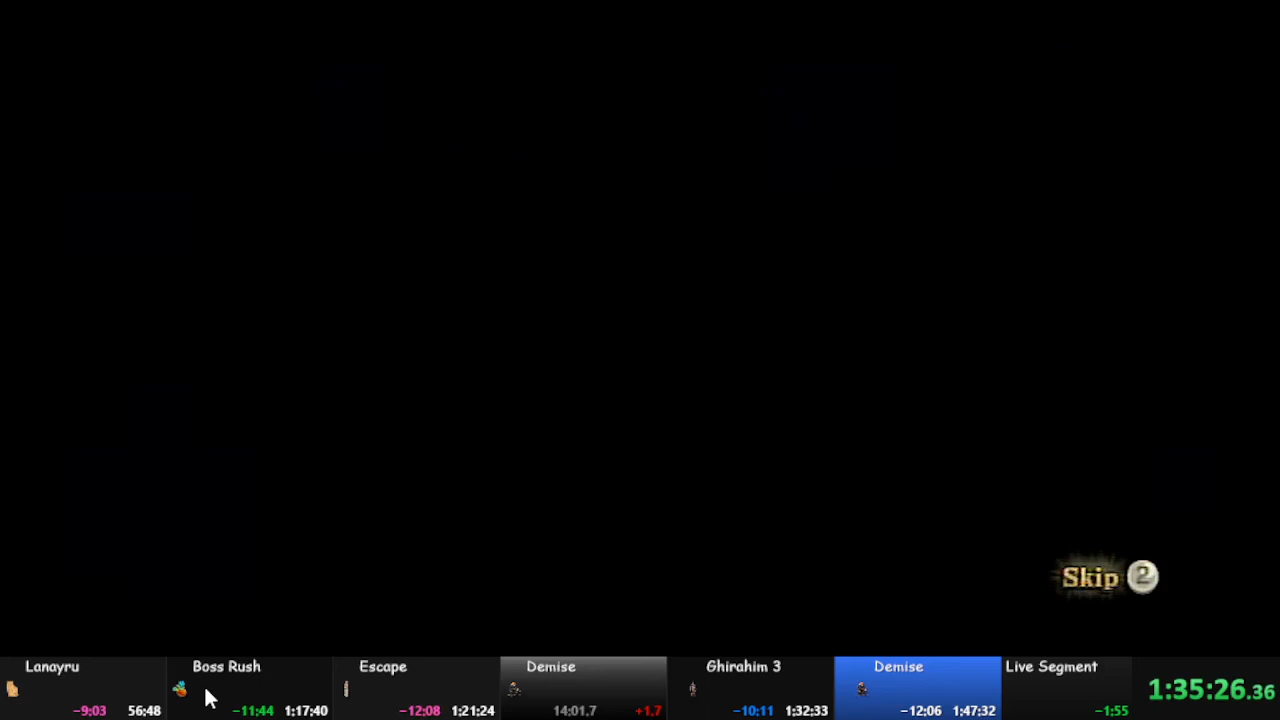 Skip 2
Lanayru
−9:03 56:48
Boss Rush
−11:44 1:17:40
Escape
−12:08 1:21:24
Demise
14:01.7 +1.7
Ghirahim 3
−10:11 1:32:33
Demise
−12:06 1:47:32
Live Segment
−1:55
1:35:26.36